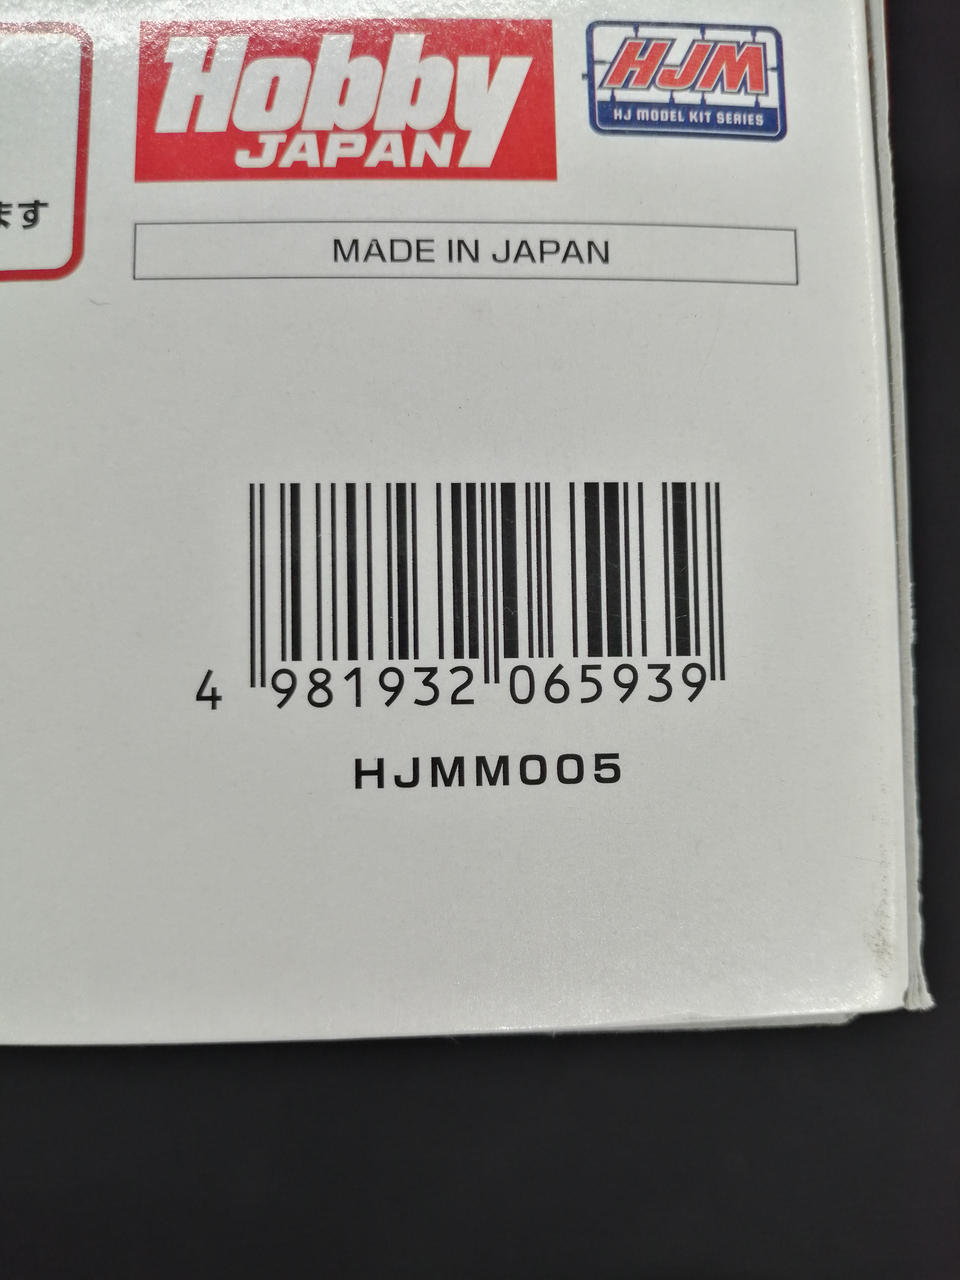 Hobby
JAPAN
HJM
HJ MODEL KIT SERIES
ます
MADE IN JAPAN
4 981932 065939
HJMM005